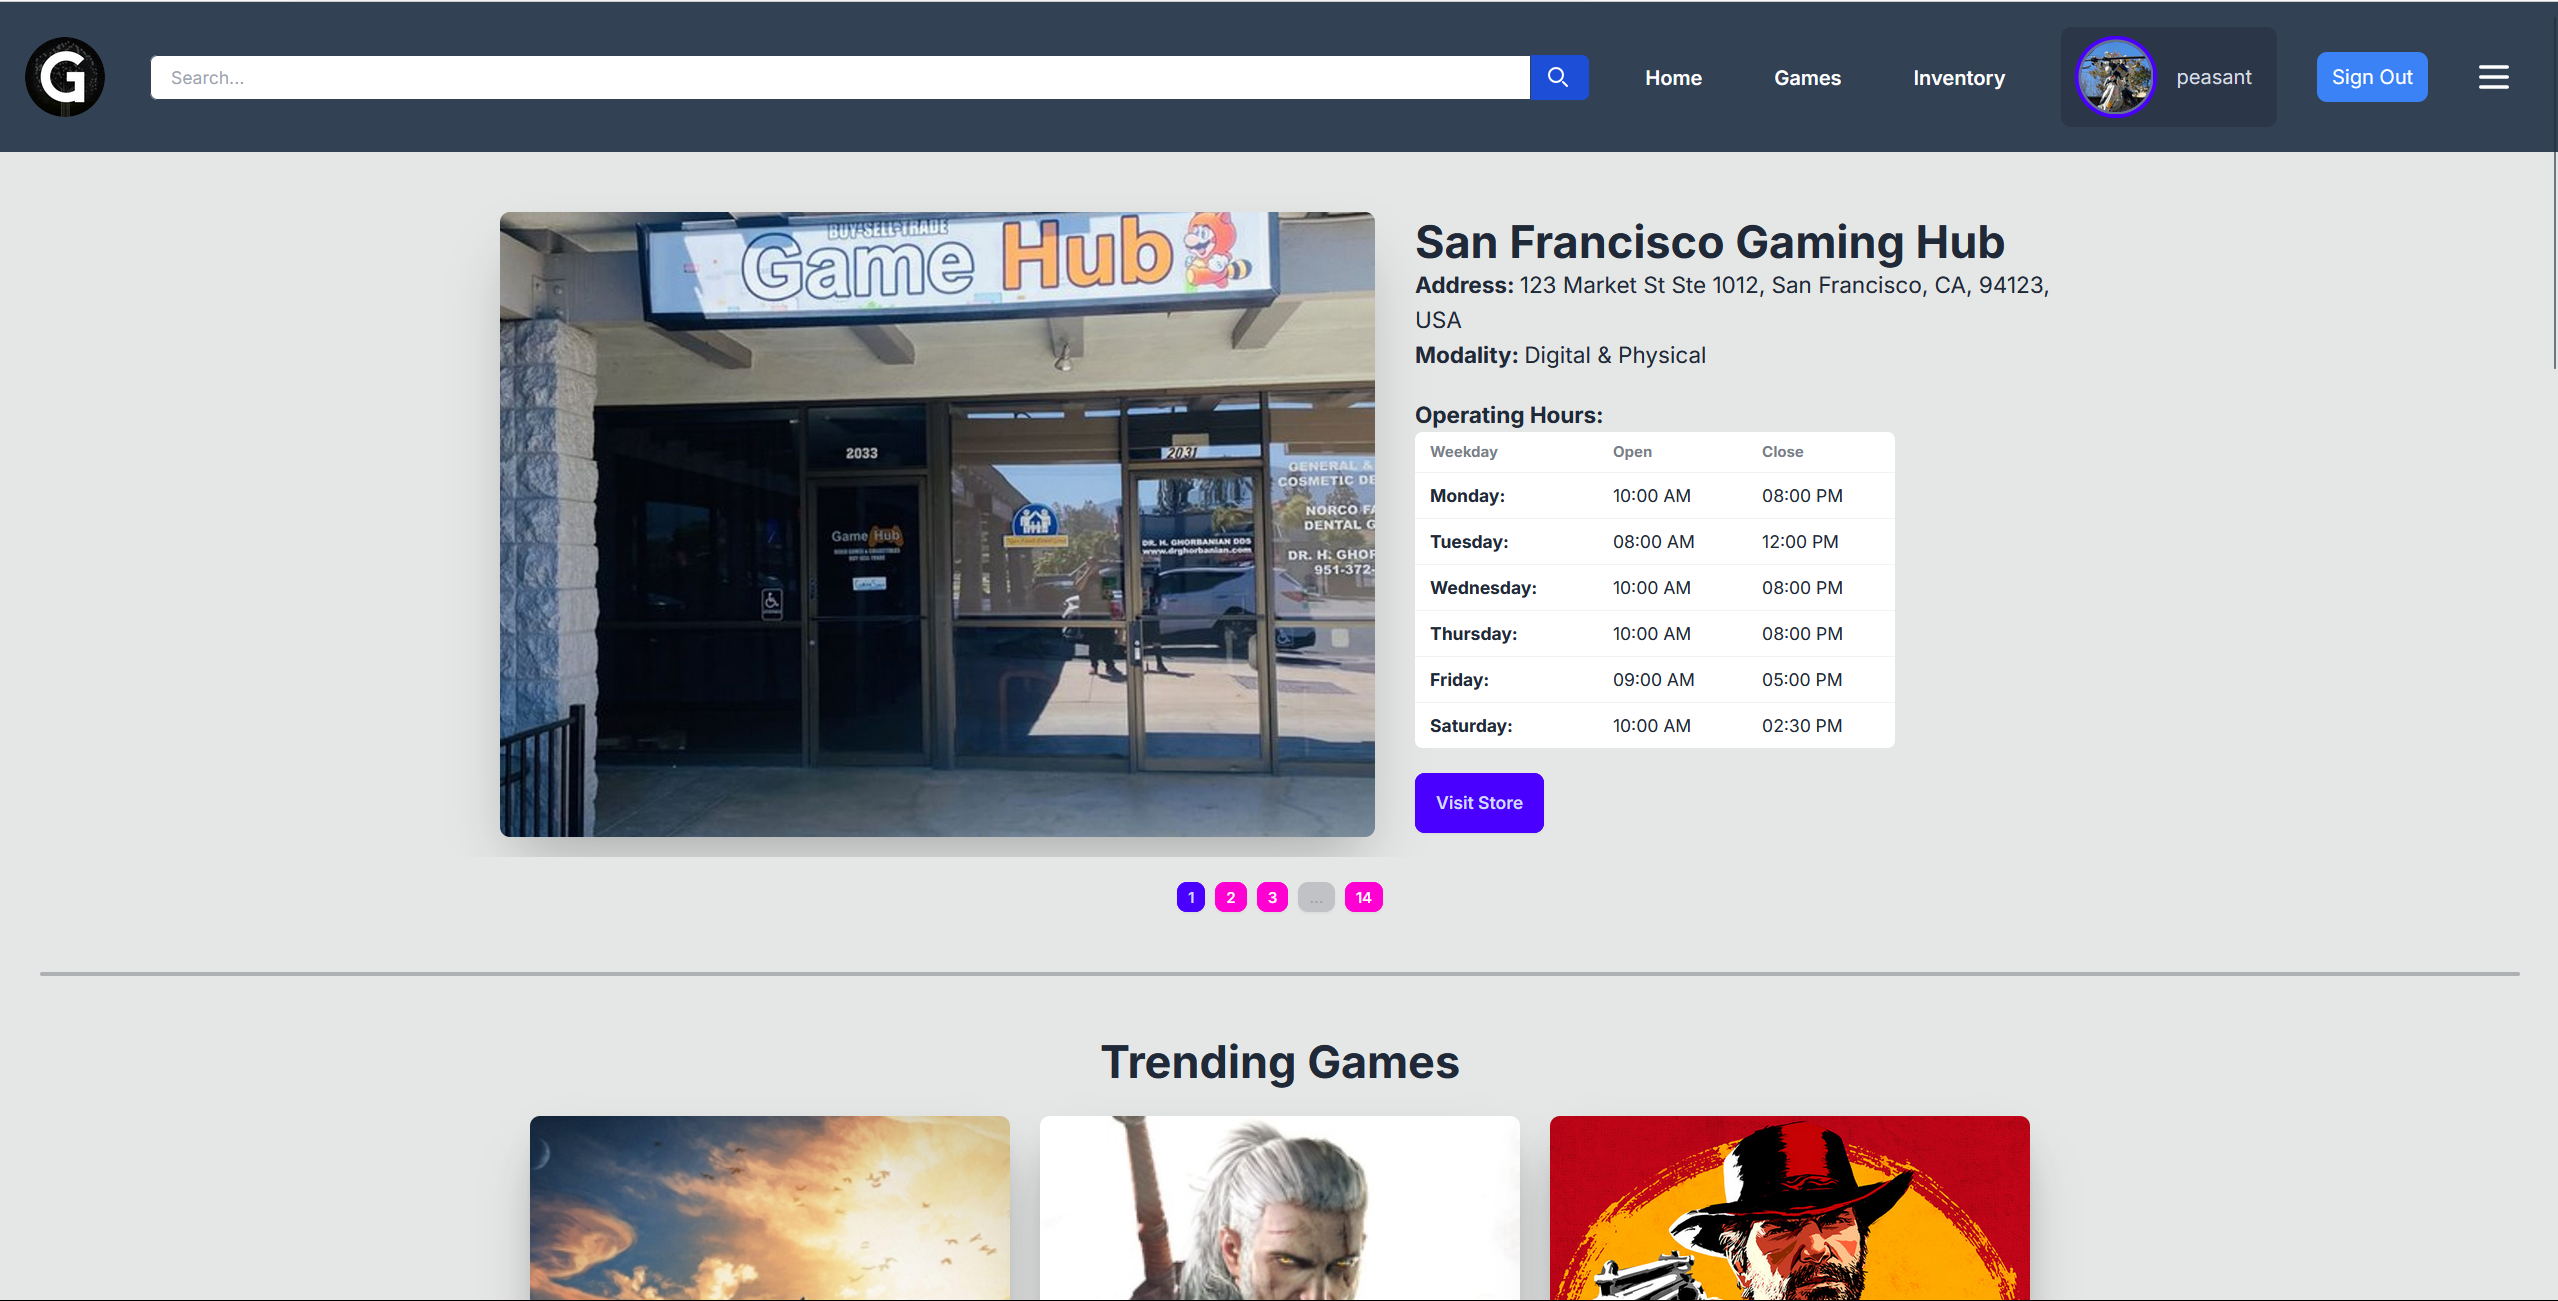 G
Search...
Home
Games
Inventory
peasant
Sign Out
BUY-SELL-TRADE
Game Hub
2033
2031
GENERAL &
COSMETIC DE
NORCO FA
DENTAL G
Game Hub
DR. H. GHORBANIAN DDS
www.drghorbanian.com
DR. H. GHOR
951-372-
San Francisco Gaming Hub
Address: 123 Market St Ste 1012, San Francisco, CA, 94123,
USA
Modality: Digital & Physical
Operating Hours:
Weekday Open Close
Monday: 10:00 AM 08:00 PM
Tuesday: 08:00 AM 12:00 PM
Wednesday: 10:00 AM 08:00 PM
Thursday: 10:00 AM 08:00 PM
Friday: 09:00 AM 05:00 PM
Saturday: 10:00 AM 02:30 PM
Visit Store
1 2 3 ... 14
Trending Games